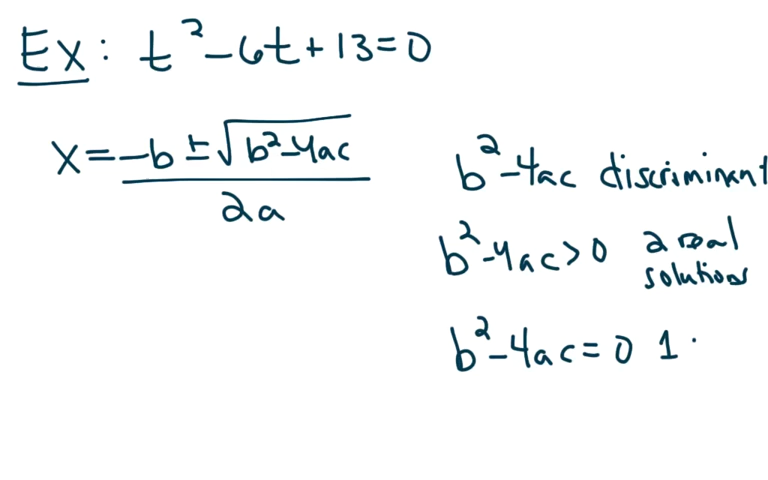 Ex: t² - 6t + 13 = 0
x = (-b ± √(b² - 4ac)) / 2a
b² - 4ac discriminant
b² - 4ac > 0 2 real solutions
b² - 4ac = 0 1